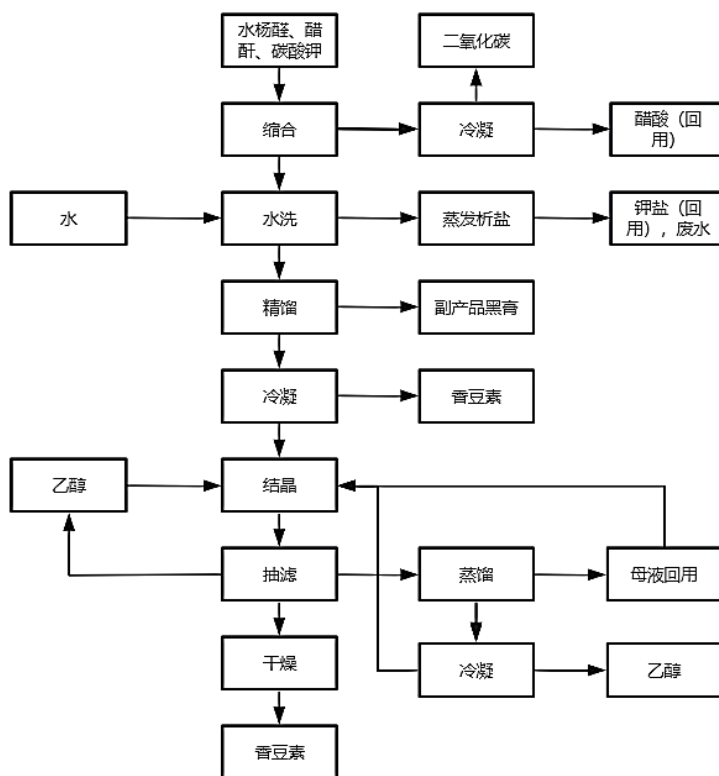 水杨醛、醋
酐、碳酸钾
二氧化碳
缩合
冷凝
醋酸（回
用）
水
水洗
蒸发析盐
钾盐（回
用），废水
精馏
副产品黑膏
冷凝
香豆素
乙醇
结晶
抽滤
蒸馏
母液回用
干燥
冷凝
乙醇
香豆素